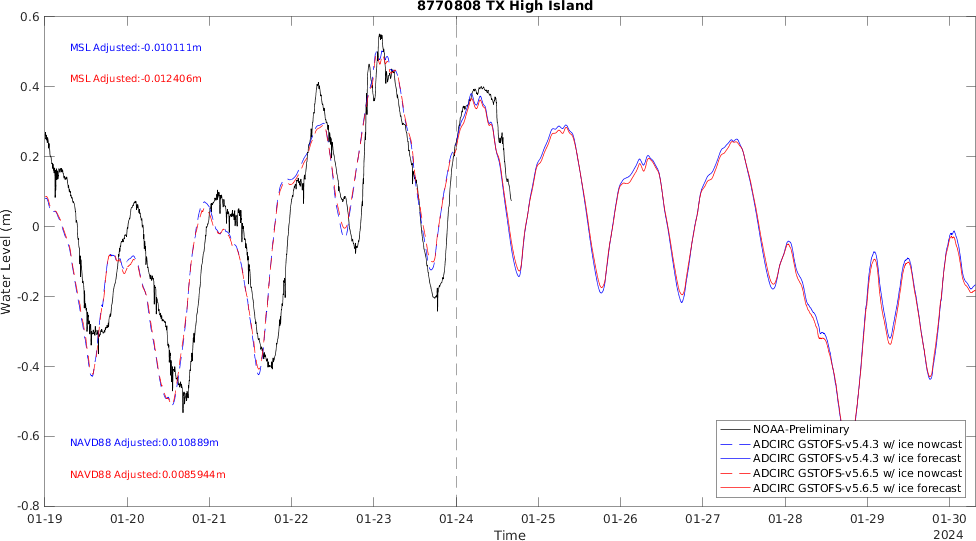 8770808 TX High Island
0.6
0.4
0.2
0
-0.2
-0.4
-0.6
-0.8
Water Level (m)
MSL Adjusted:-0.010111m
MSL Adjusted:-0.012406m
NAVD88 Adjusted:0.010889m
NAVD88 Adjusted:0.0085944m
NOAA-Preliminary
ADCIRC GSTOFS-v5.4.3 w/ ice nowcast
ADCIRC GSTOFS-v5.4.3 w/ ice forecast
ADCIRC GSTOFS-v5.6.5 w/ ice nowcast
ADCIRC GSTOFS-v5.6.5 w/ ice forecast
01-19 01-20 01-21 01-22 01-23 01-24 01-25 01-26 01-27 01-28 01-29 01-30
Time
2024